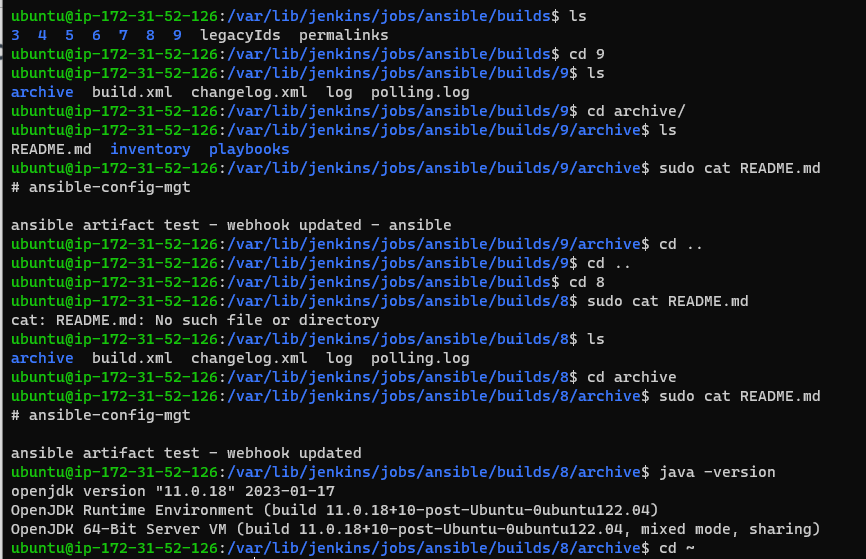 ubuntu@ip-172-31-52-126:/var/lib/jenkins/jobs/ansible/builds$ ls
3  4  5  6  7  8  9  legacyIds  permalinks
ubuntu@ip-172-31-52-126:/var/lib/jenkins/jobs/ansible/builds$ cd 9
ubuntu@ip-172-31-52-126:/var/lib/jenkins/jobs/ansible/builds/9$ ls
archive  build.xml  changelog.xml  log  polling.log
ubuntu@ip-172-31-52-126:/var/lib/jenkins/jobs/ansible/builds/9$ cd archive/
ubuntu@ip-172-31-52-126:/var/lib/jenkins/jobs/ansible/builds/9/archive$ ls
README.md  inventory  playbooks
ubuntu@ip-172-31-52-126:/var/lib/jenkins/jobs/ansible/builds/9/archive$ sudo cat README.md
# ansible-config-mgt

ansible artifact test - webhook updated - ansible
ubuntu@ip-172-31-52-126:/var/lib/jenkins/jobs/ansible/builds/9/archive$ cd ..
ubuntu@ip-172-31-52-126:/var/lib/jenkins/jobs/ansible/builds/9$ cd ..
ubuntu@ip-172-31-52-126:/var/lib/jenkins/jobs/ansible/builds$ cd 8
ubuntu@ip-172-31-52-126:/var/lib/jenkins/jobs/ansible/builds/8$ sudo cat README.md
cat: README.md: No such file or directory
ubuntu@ip-172-31-52-126:/var/lib/jenkins/jobs/ansible/builds/8$ ls
archive  build.xml  changelog.xml  log  polling.log
ubuntu@ip-172-31-52-126:/var/lib/jenkins/jobs/ansible/builds/8$ cd archive
ubuntu@ip-172-31-52-126:/var/lib/jenkins/jobs/ansible/builds/8/archive$ sudo cat README.md
# ansible-config-mgt

ansible artifact test - webhook updated
ubuntu@ip-172-31-52-126:/var/lib/jenkins/jobs/ansible/builds/8/archive$ java -version
openjdk version "11.0.18" 2023-01-17
OpenJDK Runtime Environment (build 11.0.18+10-post-Ubuntu-0ubuntu122.04)
OpenJDK 64-Bit Server VM (build 11.0.18+10-post-Ubuntu-0ubuntu122.04, mixed mode, sharing)
ubuntu@ip-172-31-52-126:/var/lib/jenkins/jobs/ansible/builds/8/archive$ cd ~